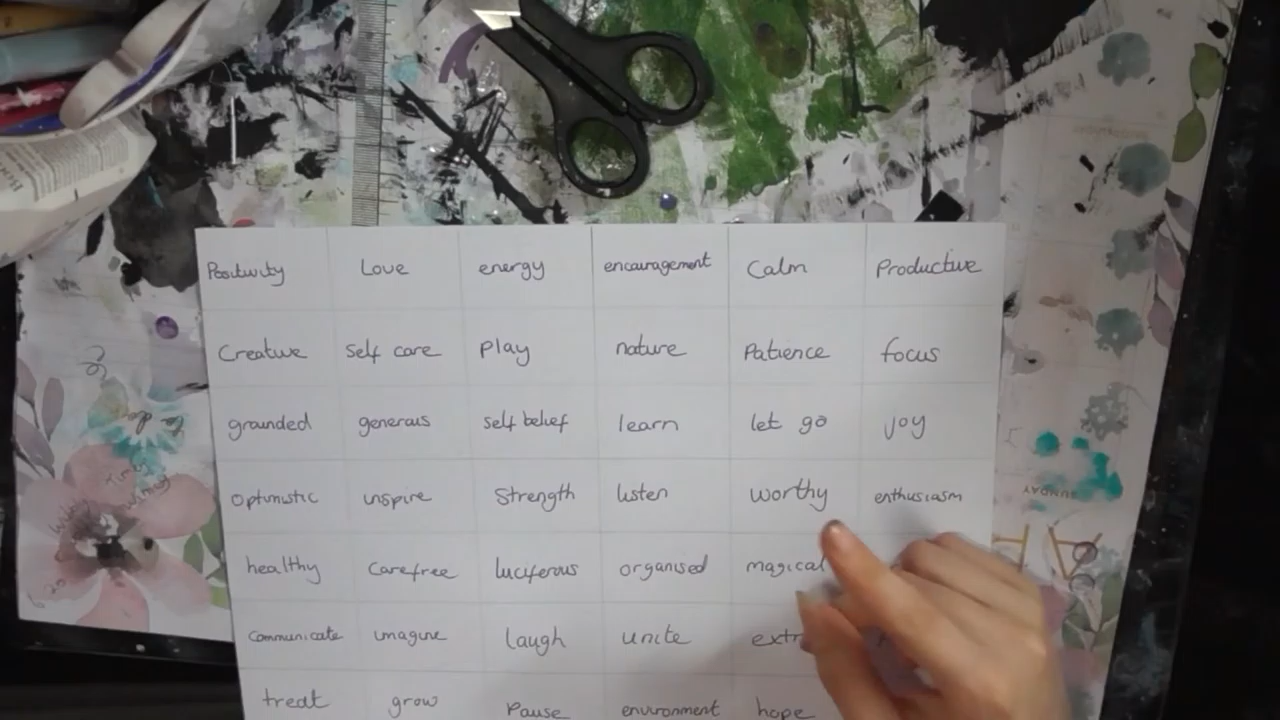 Positivity Love energy encouragement Calm Productive
Creative Self care Play nature Patience focus
grounded generous self belief learn let go joy
Optimistic inspire Strength listen worthy enthusiasm
healthy Carefree luciferous organised magical
Communicate imagine laugh unite extr
treat grow Pause environment hope
SUNDAY